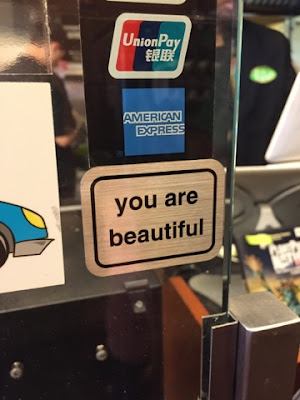 UnionPay
银联
AMERICAN
EXPRESS
you are
beautiful